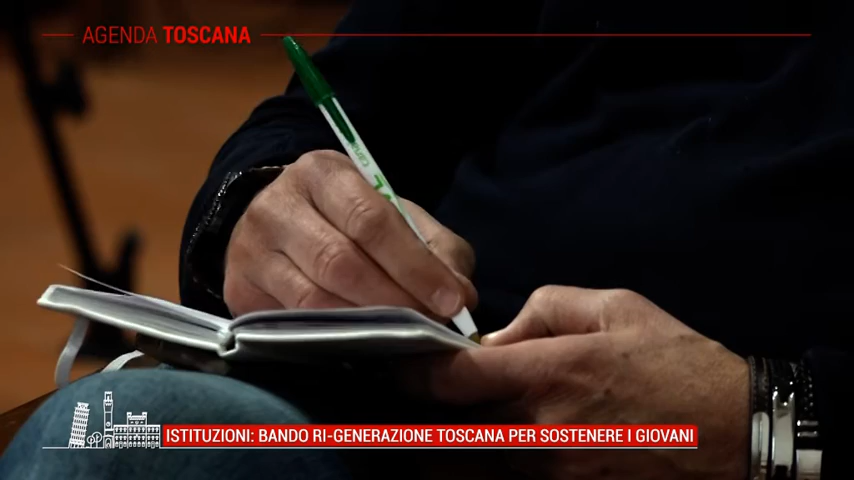 AGENDA TOSCANA
ISTITUZIONI: BANDO RI-GENERAZIONE TOSCANA PER SOSTENERE I GIOVANI